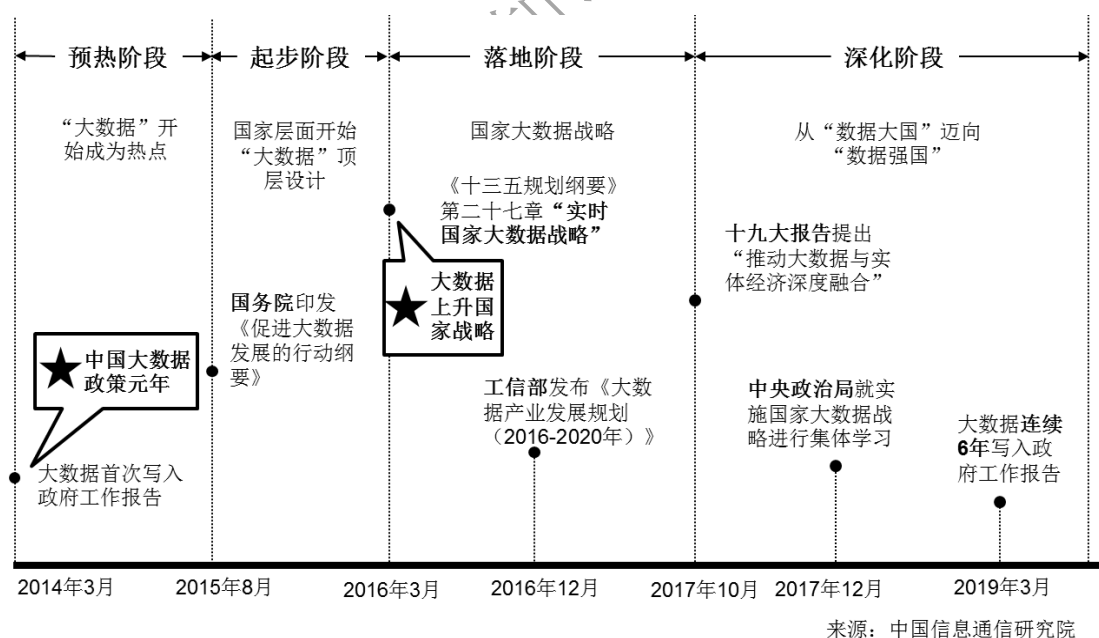 预热阶段
起步阶段
落地阶段
深化阶段
“大数据”开
始成为热点
国家层面开始
“大数据”顶
层设计
国家大数据战略
从“数据大国”迈向
“数据强国”
《十三五规划纲要》
第二十七章“实时
国家大数据战略”
十九大报告提出
“推动大数据与实
体经济深度融合”
大数据
上升国
家战略
国务院印发
《促进大数据
发展的行动纲
要》
中国大数据
政策元年
工信部发布《大数
据产业发展规划
（2016-2020年）》
中央政治局就实
施国家大数据战
略进行集体学习
大数据连续
6年写入政
府工作报告
大数据首次写入
政府工作报告
2014年3月
2015年8月
2016年3月
2016年12月
2017年10月
2017年12月
2019年3月
来源：中国信息通信研究院